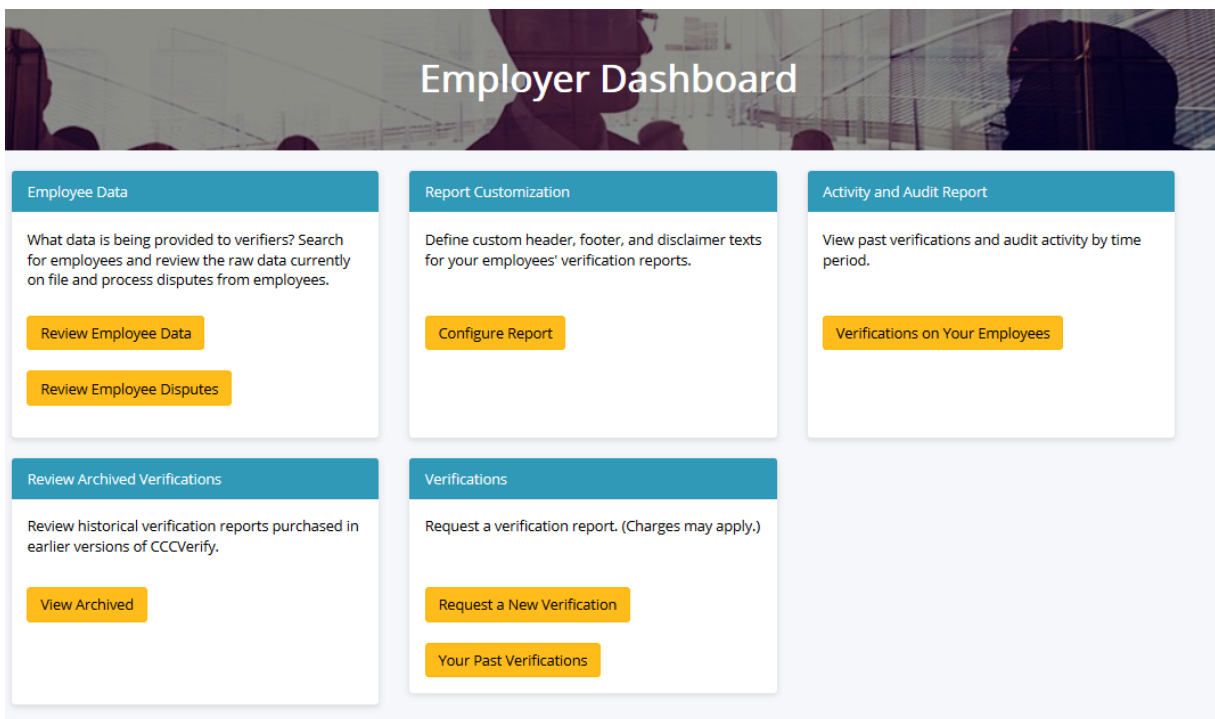 Employer Dashboard
Employee Data
What data is being provided to verifiers? Search
for employees and review the raw data currently
on file and process disputes from employees.
Review Employee Data
Review Employee Disputes
Report Customization
Define custom header, footer, and disclaimer texts
for your employees' verification reports.
Configure Report
Activity and Audit Report
View past verifications and audit activity by time
period.
Verifications on Your Employees
Review Archived Verifications
Review historical verification reports purchased in
earlier versions of CCCVerify.
View Archived
Verifications
Request a verification report. (Charges may apply.)
Request a New Verification
Your Past Verifications